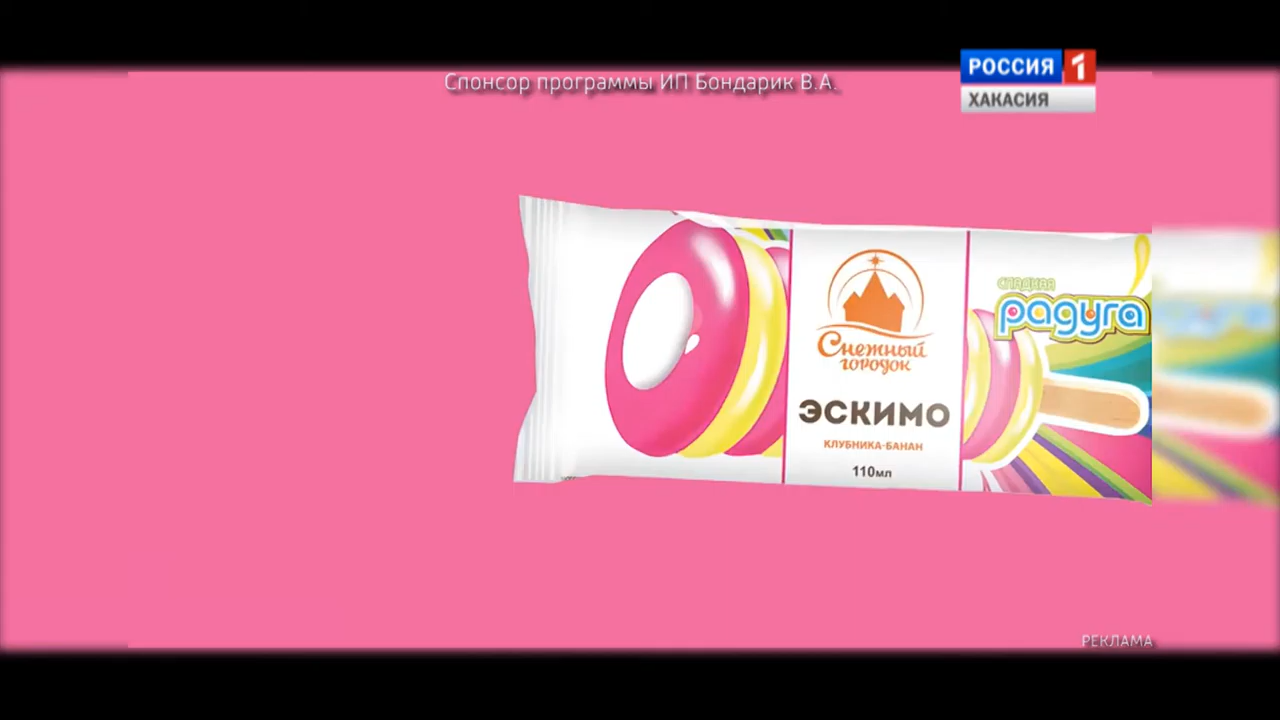 Спонсор программы ИП Бондарик В.А.
РОССИЯ 1
ХАКАСИЯ
Снежный
городок
ЭСКИМО
КЛУБНИКА-БАНАН
110мл
СЛАДКАЯ
радуга
РЕКЛАМА